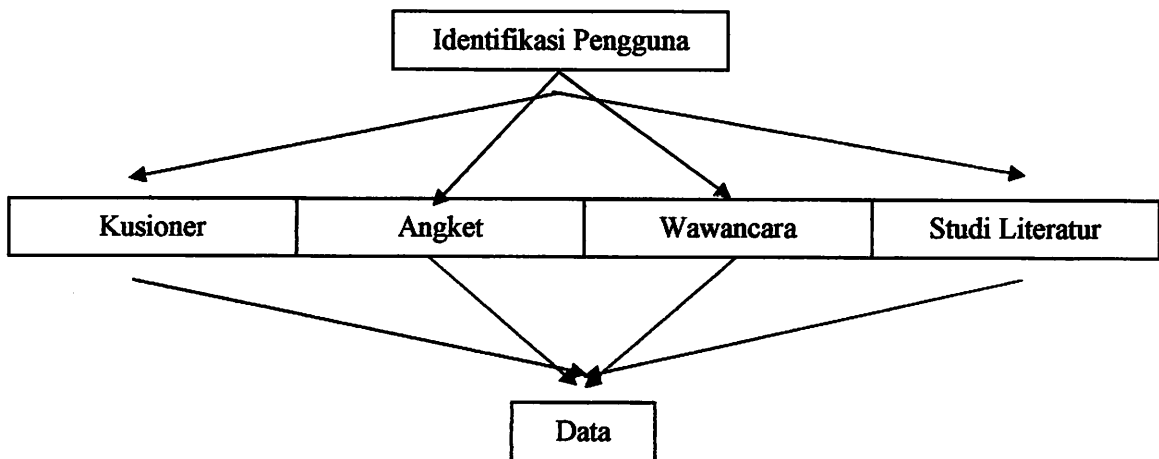 Identifikasi Pengguna
Kusioner
Angket
Wawancara
Studi Literatur
Data